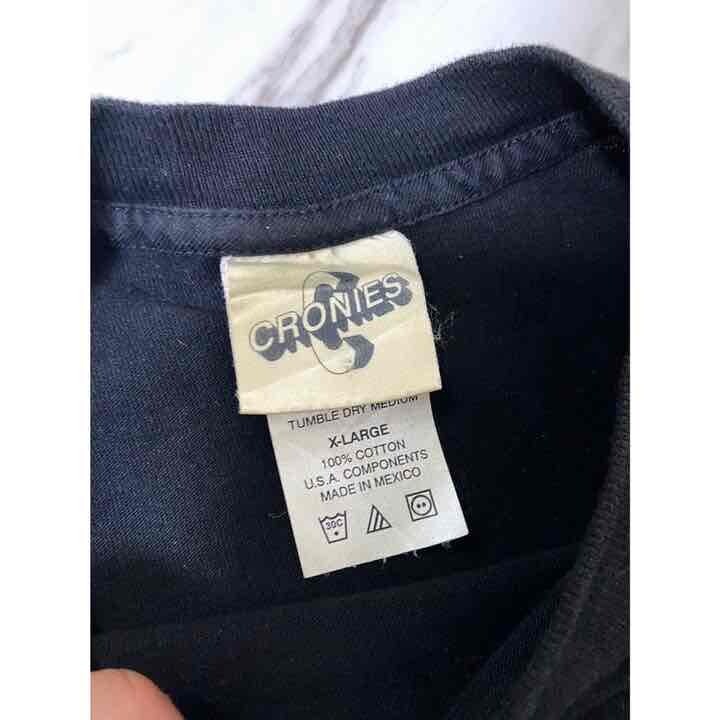 CRONIES
TUMBLE DRY MEDIUM
X-LARGE
100% COTTON
U.S.A. COMPONENTS
MADE IN MEXICO
30C